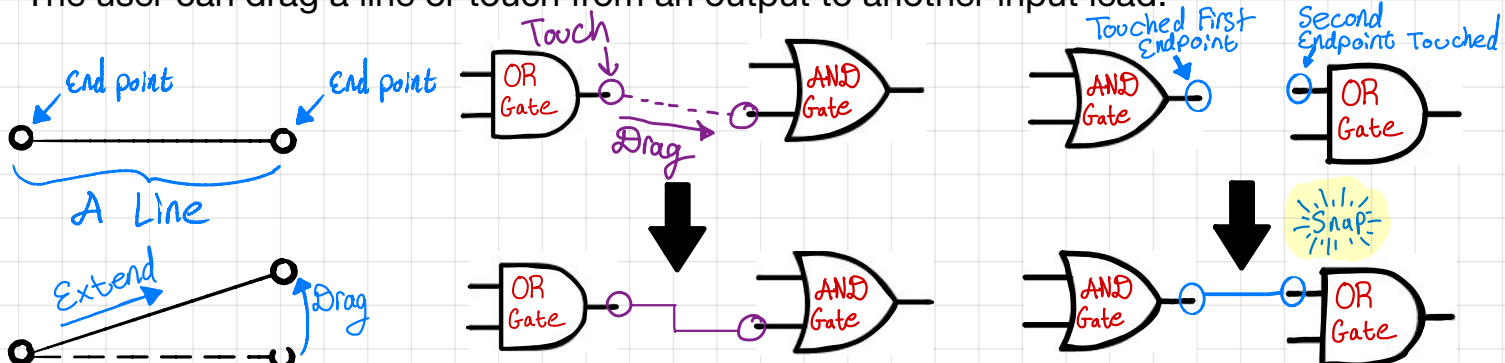 The user can drag a line or touch from an output to another input lead.
End point
End point
A Line
Extend
Drag
Touch
OR
Gate
AND
Gate
Drag
OR
Gate
AND
Gate
Touched First
Endpoint
Second
Endpoint Touched
AND
Gate
OR
Gate
Snap
AND
Gate
OR
Gate